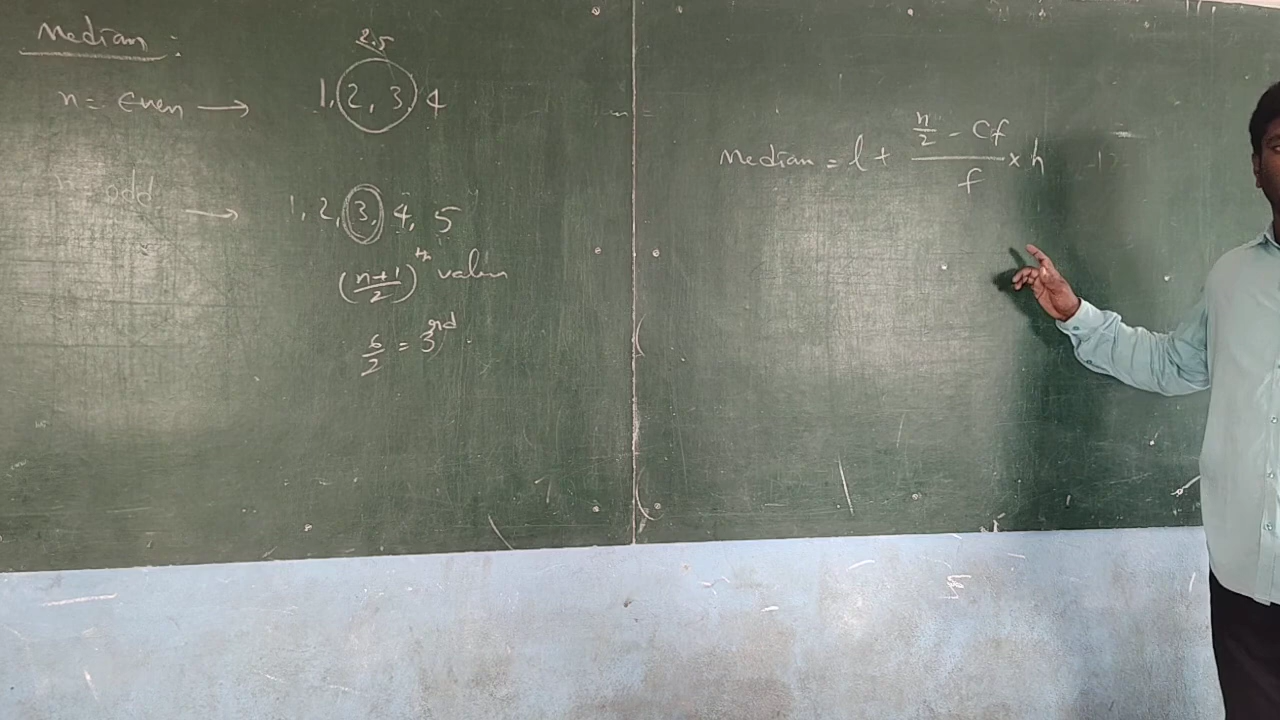 Median :
2.5
n = Even → 1, 2, 3, 4
n odd → 1, 2, 3, 4, 5
(n+1/2)th value
6/2 = 3rd
Median = l + (n/2 - cf)/f × h